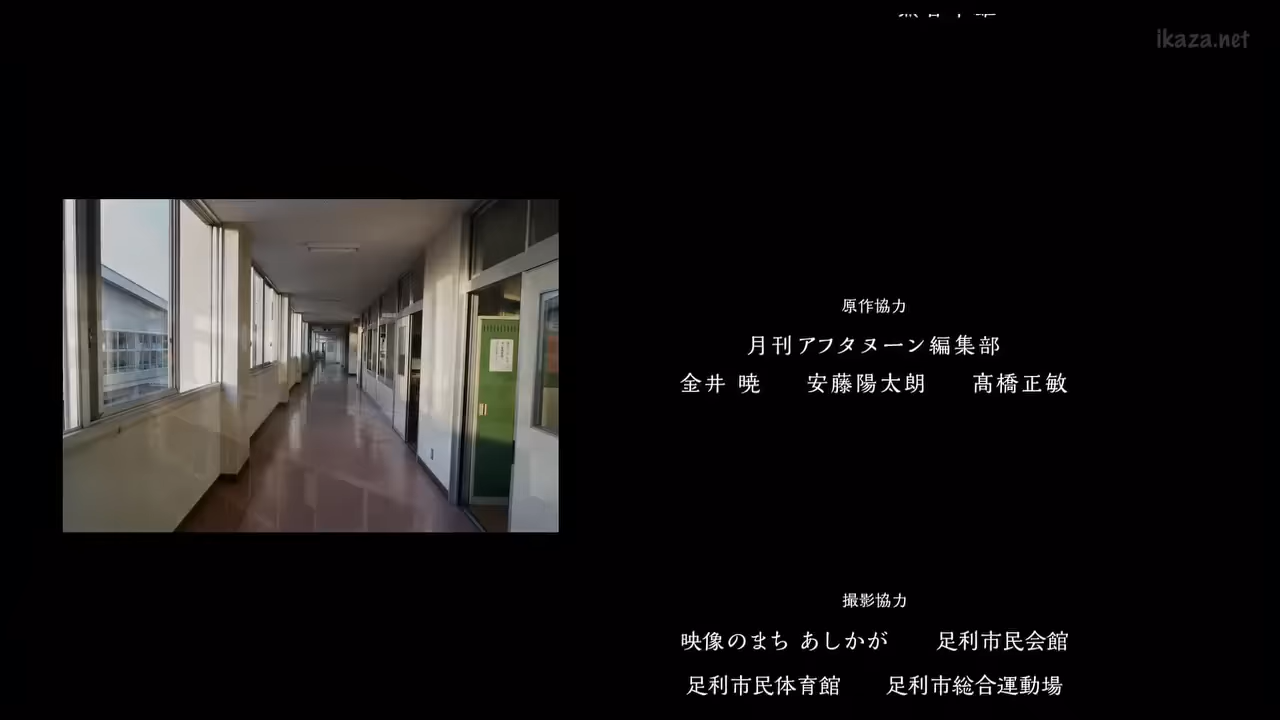 ikaza.net
原作協力
月刊アフタヌーン編集部
金井 暁 安藤陽太朗 髙橋正敏
撮影協力
映像のまち あしかが 足利市民会館
足利市民体育館 足利市総合運動場